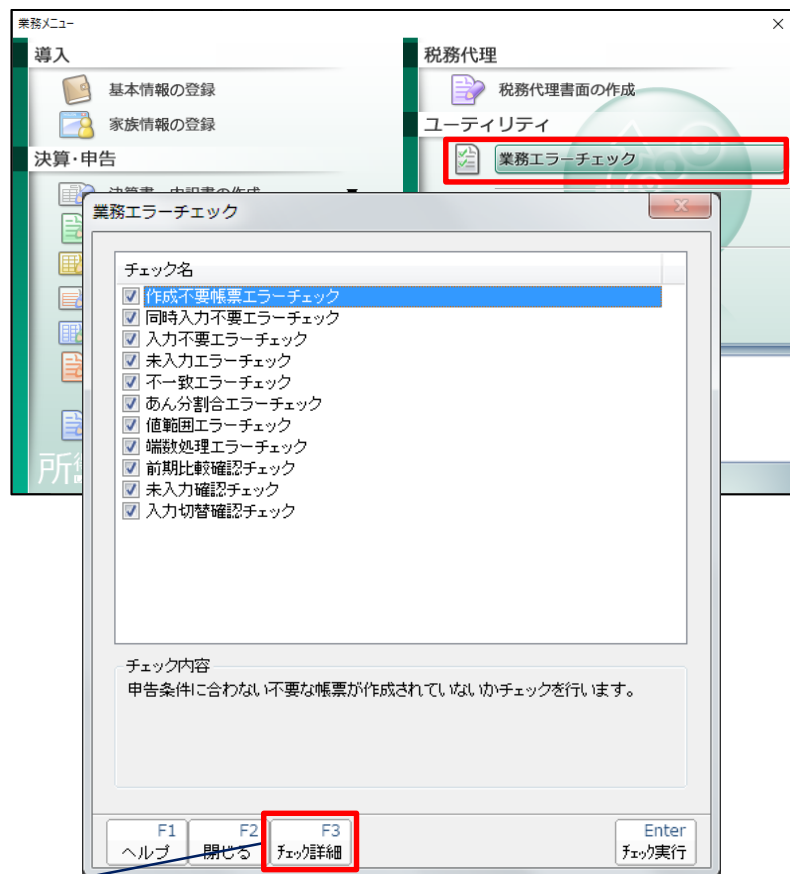 業務メニュー
導入
基本情報の登録
家族情報の登録
決算・申告
税務代理
税務代理書面の作成
ユーティリティ
業務エラーチェック
業務エラーチェック
チェック名
作成不要帳票エラーチェック
同時入力不要エラーチェック
入力不要エラーチェック
未入力エラーチェック
不一致エラーチェック
あん分割合エラーチェック
値範囲エラーチェック
端数処理エラーチェック
前期比較確認チェック
未入力確認チェック
入力切替確認チェック
チェック内容
申告条件に合わない不要な帳票が作成されていないかチェックを行います。
F1 F2 F3 Enter
ヘルプ 閉じる チェック詳細 チェック実行